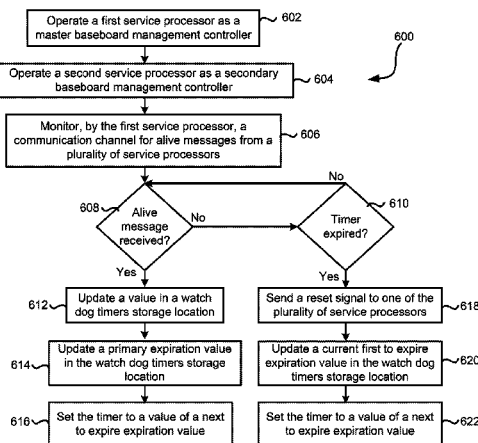 Operate a first service processor as a
master baseboard management controller
602
600
Operate a second service processor as a secondary
baseboard management controller
604
Monitor, by the first service processor, a
communication channel for alive messages from a
plurality of service processors
606
No
608
Alive
message
received?
No
610
Timer
expired?
Yes
Yes
612
Update a value in a watch
dog timers storage location
Send a reset signal to one of the
plurality of service processors
618
614
Update a primary expiration value
in the watch dog timers storage
location
Update a current first to expire
expiration value in the watch dog
timers storage location
620
616
Set the timer to a value of a next
to expire expiration value
Set the timer to a value of a next
to expire expiration value
622